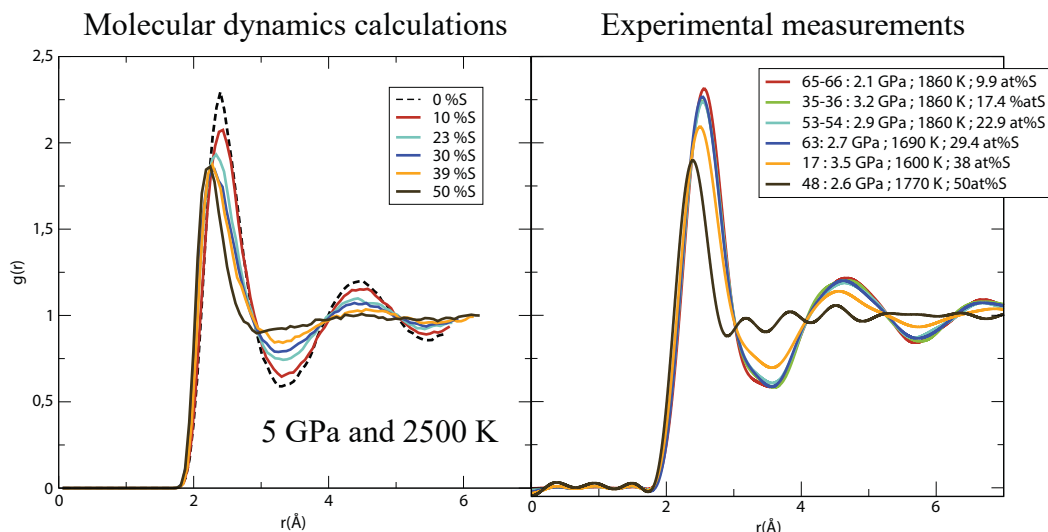 Molecular dynamics calculations
Experimental measurements
2,5
2
1,5
1
0,5
0
g(r)
0 %S
10 %S
23 %S
30 %S
39 %S
50 %S
5 GPa and 2500 K
0
2
4
6
r(Å)
65-66 : 2.1 GPa ; 1860 K ; 9.9 at%S
35-36 : 3.2 GPa ; 1860 K ; 17.4 %atS
53-54 : 2.9 GPa ; 1860 K ; 22.9 at%S
63: 2.7 GPa ; 1690 K ; 29.4 at%S
17 : 3.5 GPa ; 1600 K ; 38 at%S
48 : 2.6 GPa ; 1770 K ; 50at%S
0
2
4
6
r(Å)